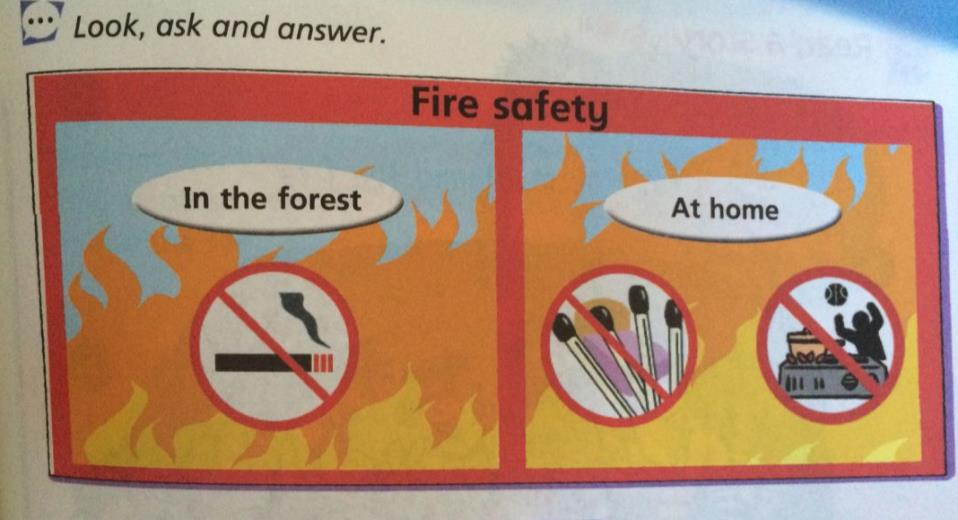 Look, ask and answer.
Fire safety
In the forest
At home